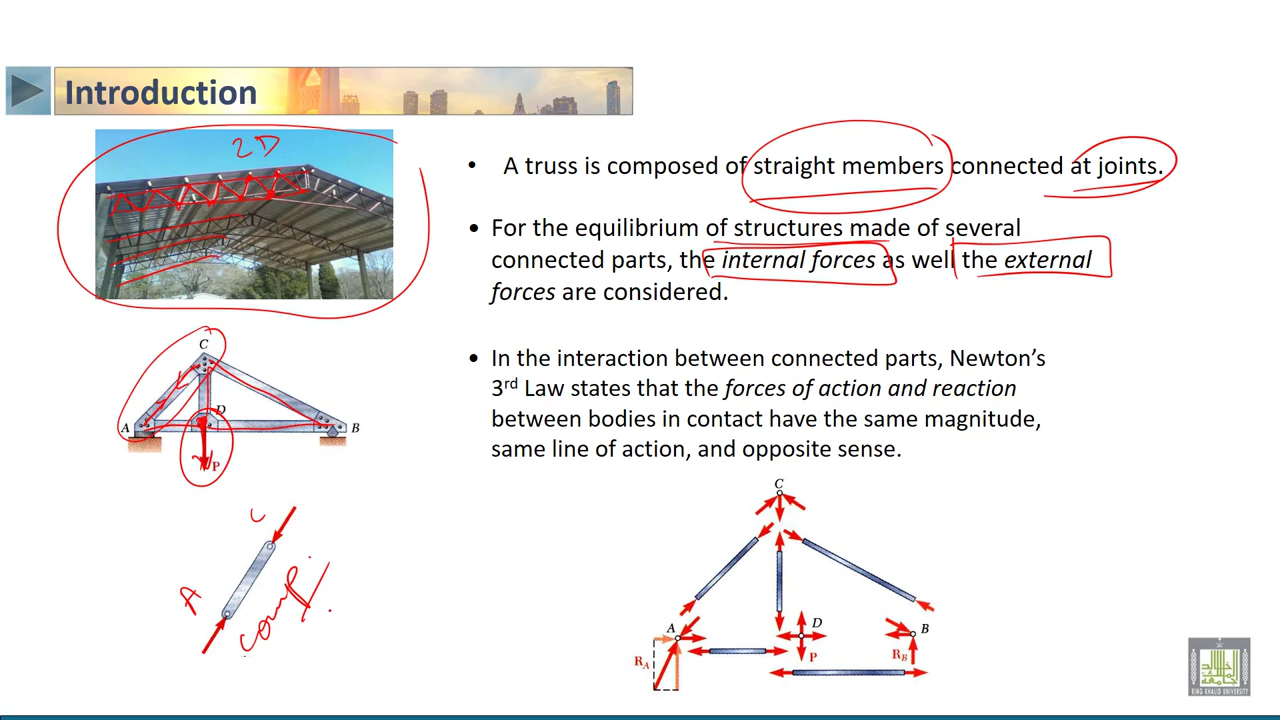 Introduction
2D
• A truss is composed of straight members connected at joints.
• For the equilibrium of structures made of several
connected parts, the internal forces as well the external
forces are considered.
• In the interaction between connected parts, Newton's
3rd Law states that the forces of action and reaction
between bodies in contact have the same magnitude,
same line of action, and opposite sense.
C
A
D
B
P
C
A
comp.
C
A
D
B
RA
P
RB
KING KHALID UNIVERSITY